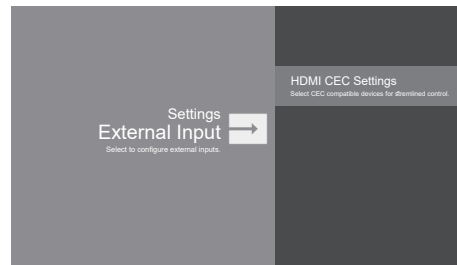 Settings
External Input
Select to configure external inputs.
HDMI CEC Settings
Select CEC compatible devices for streamlined control.